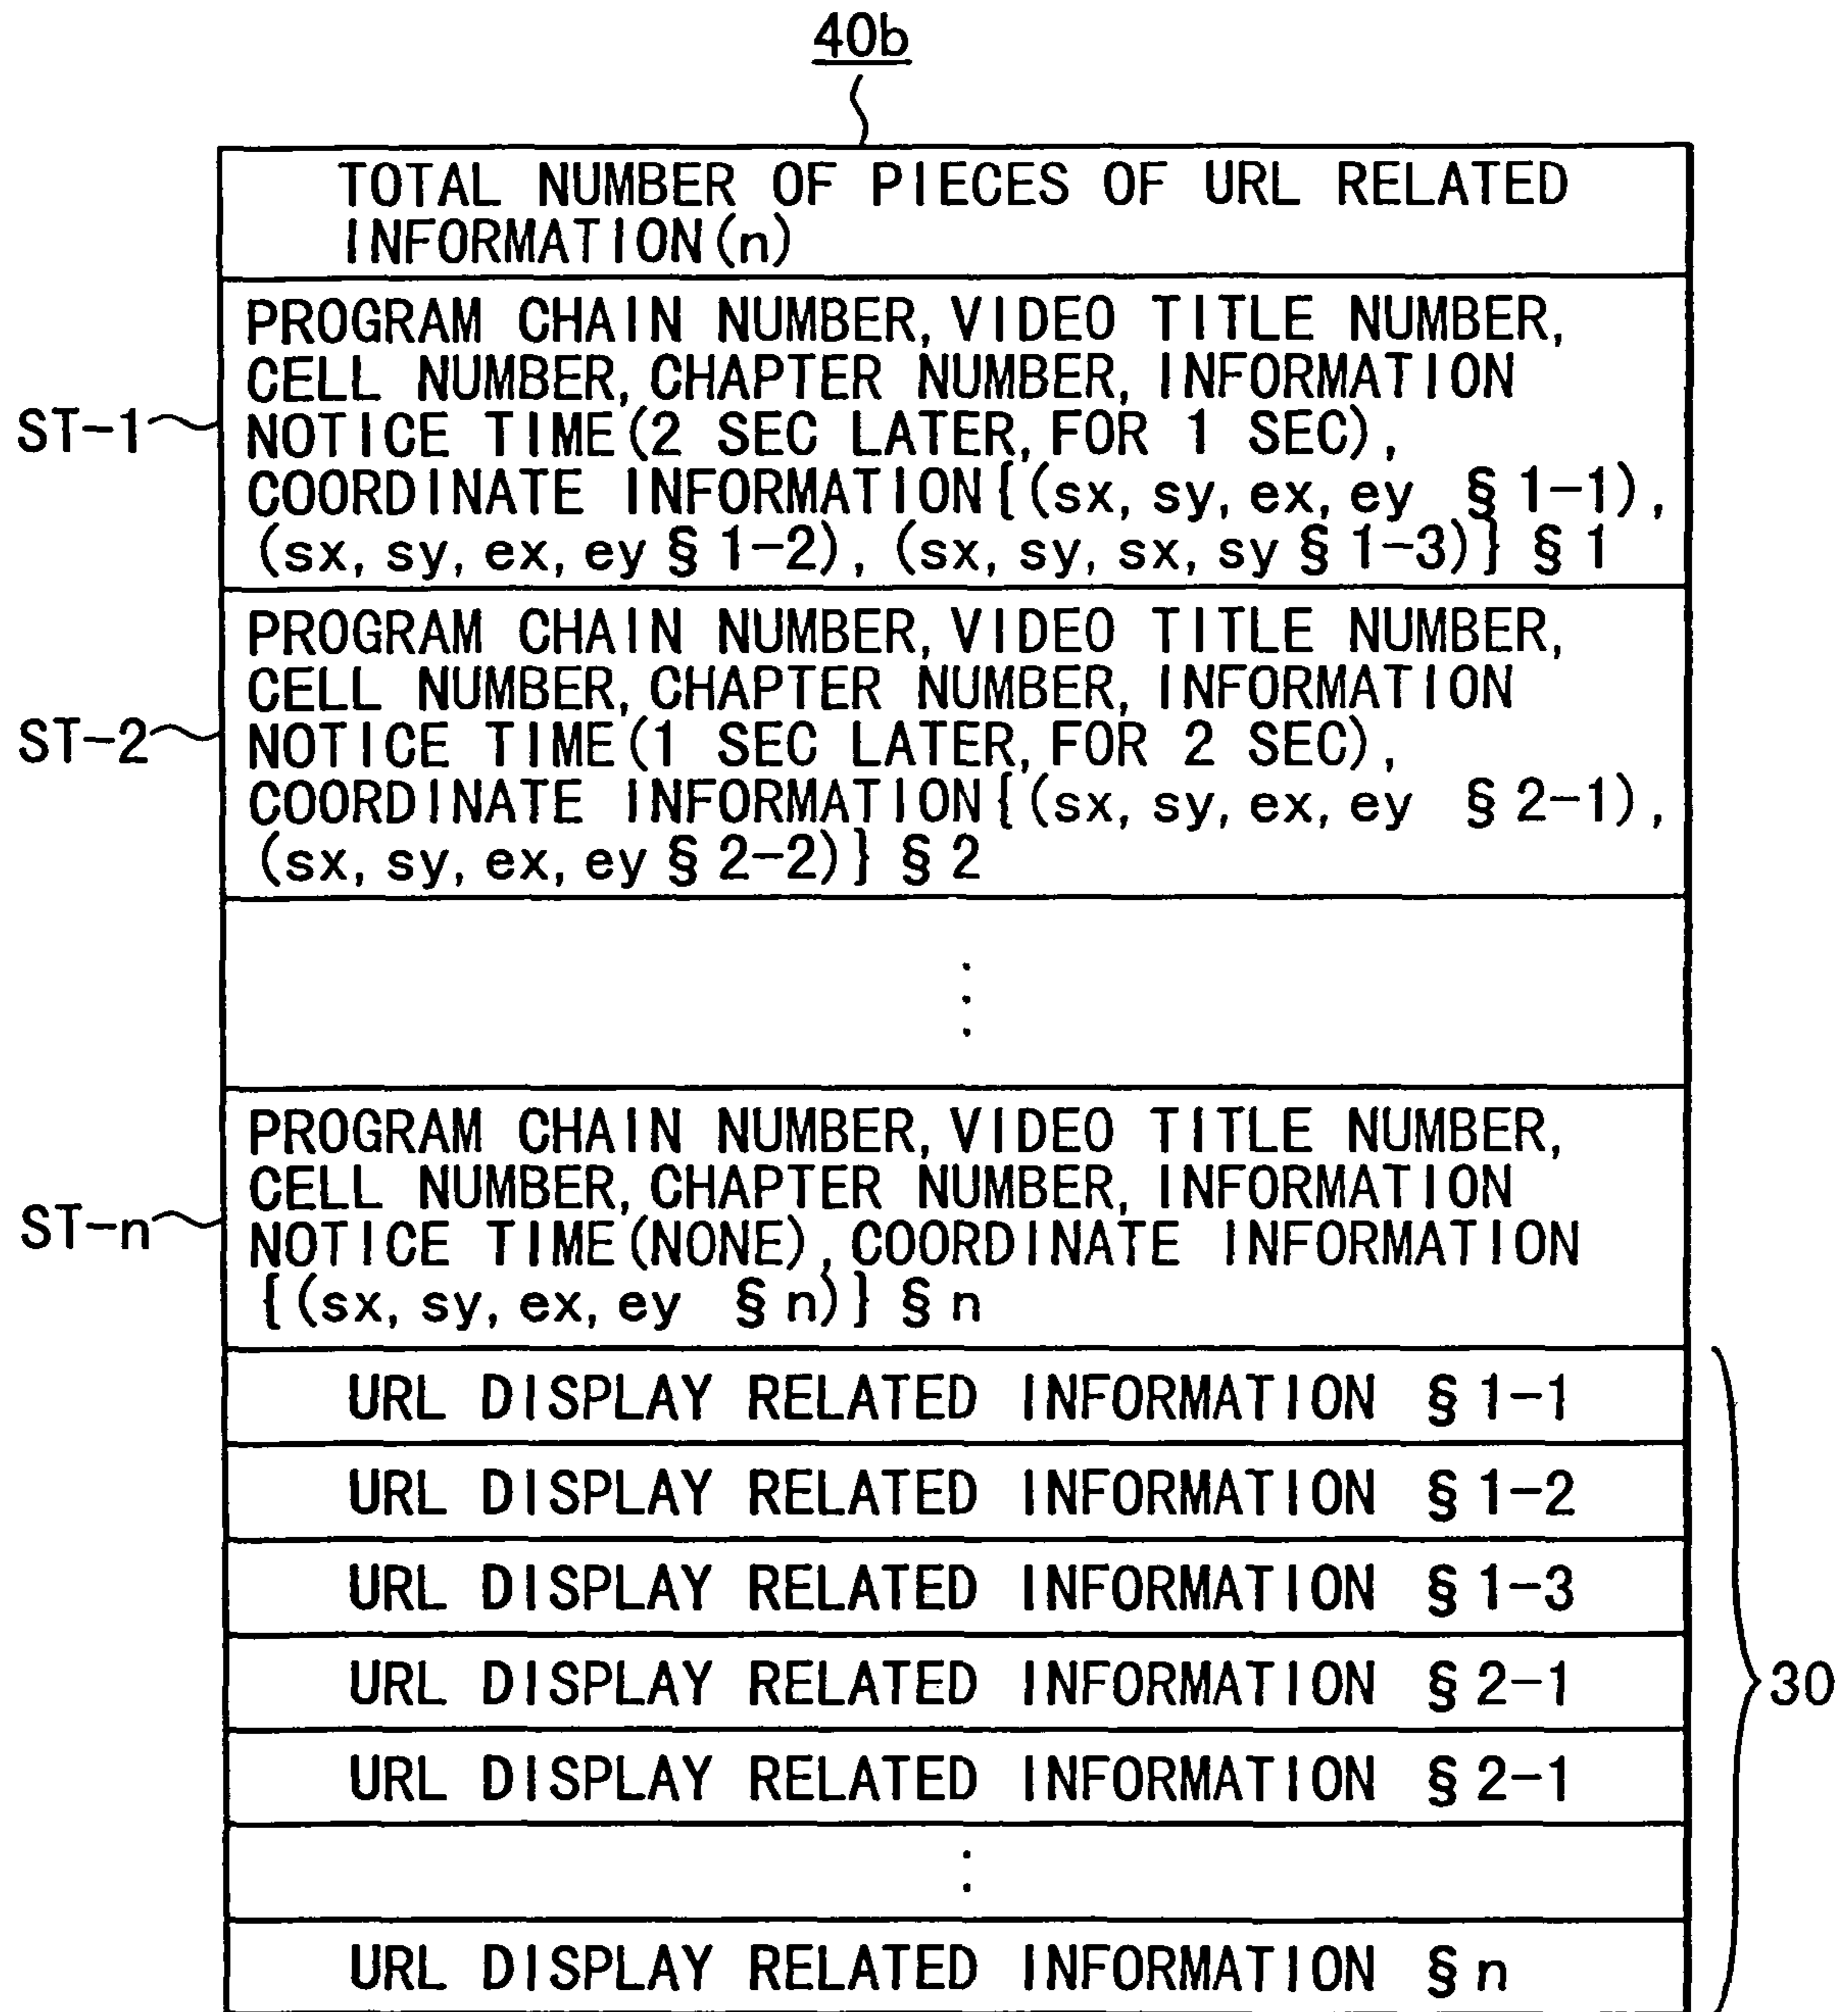 40b
TOTAL NUMBER OF PIECES OF URL RELATED
INFORMATION(n)
PROGRAM CHAIN NUMBER, VIDEO TITLE NUMBER,
CELL NUMBER, CHAPTER NUMBER, INFORMATION
ST-1
NOTICE TIME(2 SEC LATER, FOR 1 SEC),
COORDINATE INFORMATION{(sx, sy, ex, ey § 1-1),
(sx, sy, ex, ey § 1-2), (sx, sy, sx, sy § 1-3)} § 1
PROGRAM CHAIN NUMBER, VIDEO TITLE NUMBER,
CELL NUMBER, CHAPTER NUMBER, INFORMATION
ST-2
NOTICE TIME(1 SEC LATER, FOR 2 SEC),
COORDINATE INFORMATION{(sx, sy, ex, ey § 2-1),
(sx, sy, ex, ey § 2-2)} § 2
PROGRAM CHAIN NUMBER, VIDEO TITLE NUMBER,
CELL NUMBER, CHAPTER NUMBER, INFORMATION
ST-n
NOTICE TIME(NONE), COORDINATE INFORMATION
{(sx, sy, ex, ey § n)} § n
URL DISPLAY RELATED INFORMATION § 1-1
URL DISPLAY RELATED INFORMATION § 1-2
URL DISPLAY RELATED INFORMATION § 1-3
URL DISPLAY RELATED INFORMATION § 2-1
30
URL DISPLAY RELATED INFORMATION § 2-1
URL DISPLAY RELATED INFORMATION § n